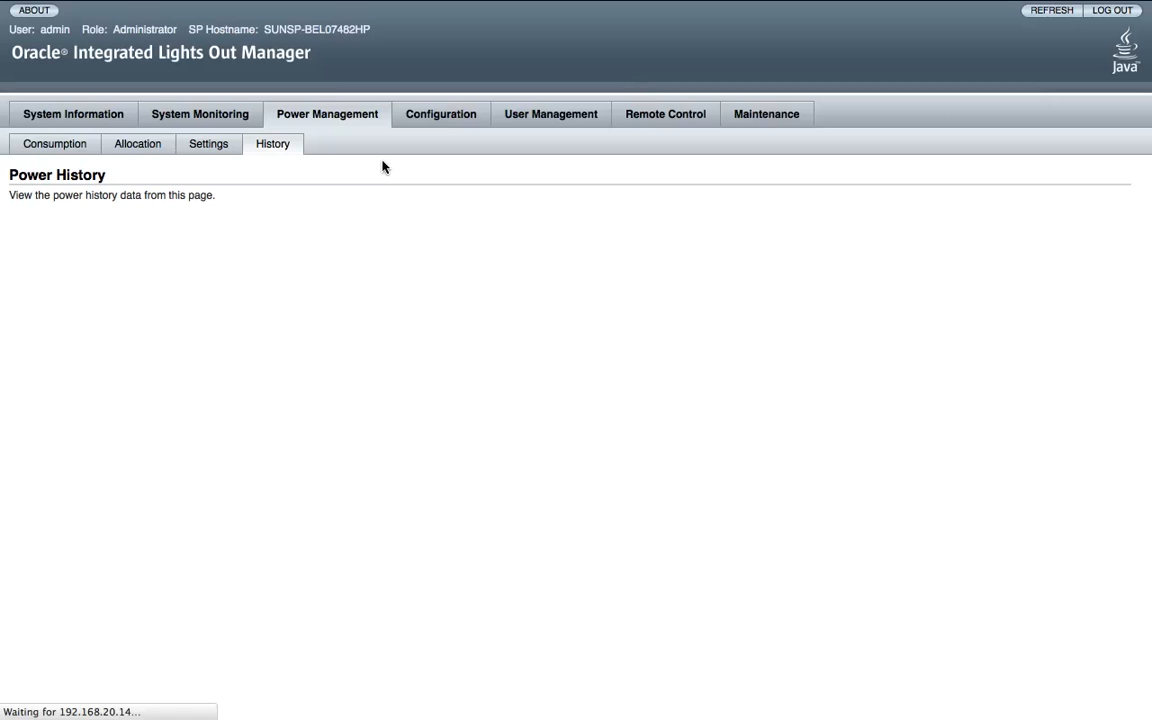 ABOUT
REFRESH LOG OUT
User: admin Role: Administrator SP Hostname: SUNSP-BEL07482HP
Oracle® Integrated Lights Out Manager
Java™
System Information System Monitoring Power Management Configuration User Management Remote Control Maintenance
Consumption Allocation Settings History
Power History
View the power history data from this page.
Waiting for 192.168.20.14...